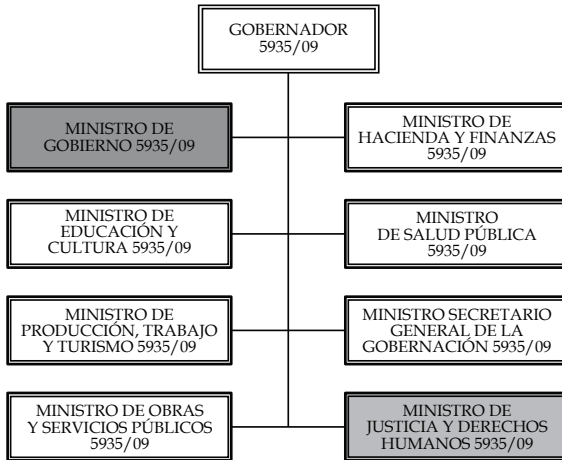 GOBERNADOR
5935/09
MINISTRO DE
GOBIERNO 5935/09
MINISTRO DE
HACIENDA Y FINANZAS
5935/09
MINISTRO DE
EDUCACIÓN Y
CULTURA 5935/09
MINISTRO
DE SALUD PÚBLICA
5935/09
MINISTRO DE
PRODUCCIÓN, TRABAJO
Y TURISMO 5935/09
MINISTRO SECRETARIO
GENERAL DE LA
GOBERNACIÓN 5935/09
MINISTRO DE OBRAS
Y SERVICIOS PÚBLICOS
5935/09
MINISTRO DE
JUSTICIA Y DERECHOS
HUMANOS 5935/09